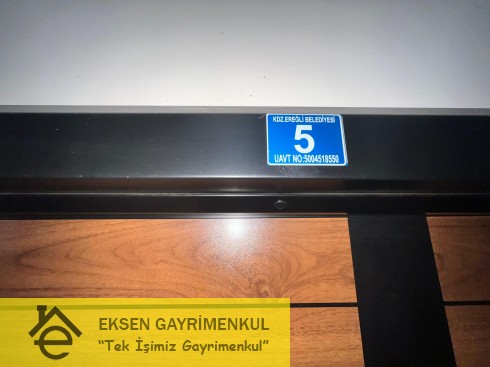 KDZ.EREĞLİ BELEDİYESİ
5
UAVT NO:5004518550
EKSEN GAYRİMENKUL
“Tek İşimiz Gayrimenkul”